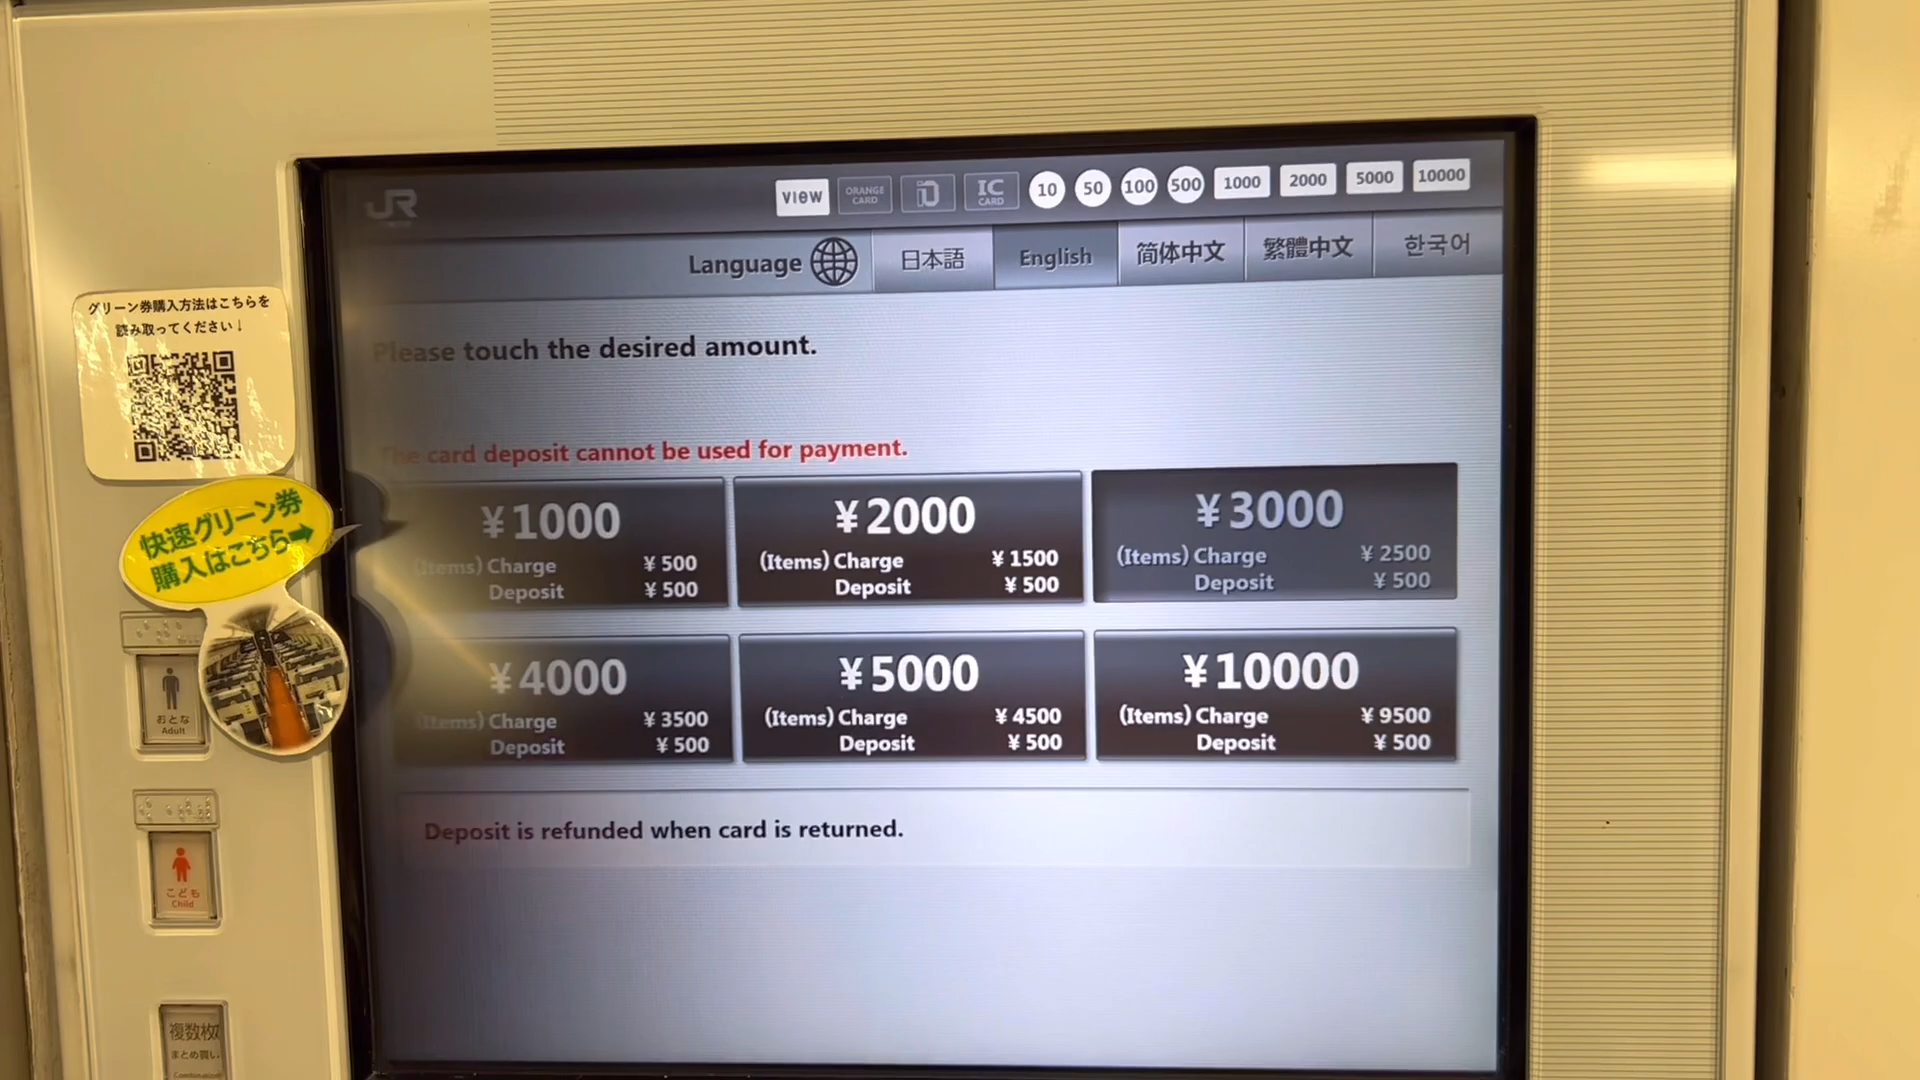 JR
VIEW
ORANGE CARD
iD
IC CARD
10
50
100
500
1000
2000
5000
10000
Language
日本語
English
简体中文
繁體中文
한국어
Please touch the desired amount.
The card deposit cannot be used for payment.
¥1000
(Items) Charge ¥500
Deposit ¥500
¥2000
(Items) Charge ¥1500
Deposit ¥500
¥3000
(Items) Charge ¥2500
Deposit ¥500
¥4000
(Items) Charge ¥3500
Deposit ¥500
¥5000
(Items) Charge ¥4500
Deposit ¥500
¥10000
(Items) Charge ¥9500
Deposit ¥500
Deposit is refunded when card is returned.
グリーン券購入方法はこちらを
読み取ってください↓
快速グリーン券
購入はこちら➡
おとな
Adult
こども
Child
複数枚
まとめ買い